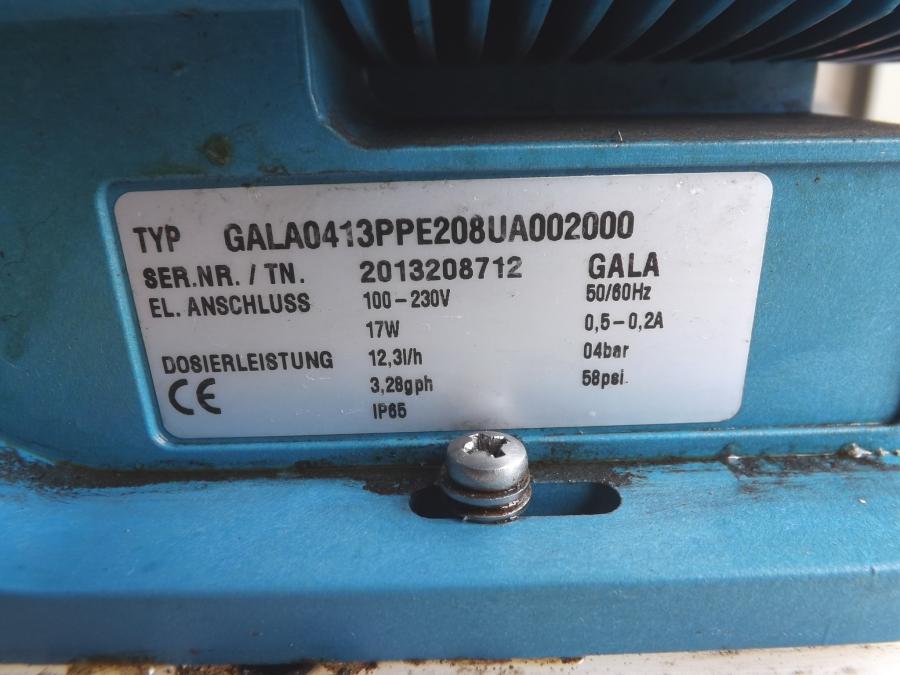 TYP GALA0413PPE208UA002000
SER.NR. / TN. 2013208712 GALA
EL. ANSCHLUSS 100-230V 50/60Hz
17W 0,5-0,2A
DOSIERLEISTUNG 12,3l/h 04bar
CE 3,28gph 58psi.
IP65